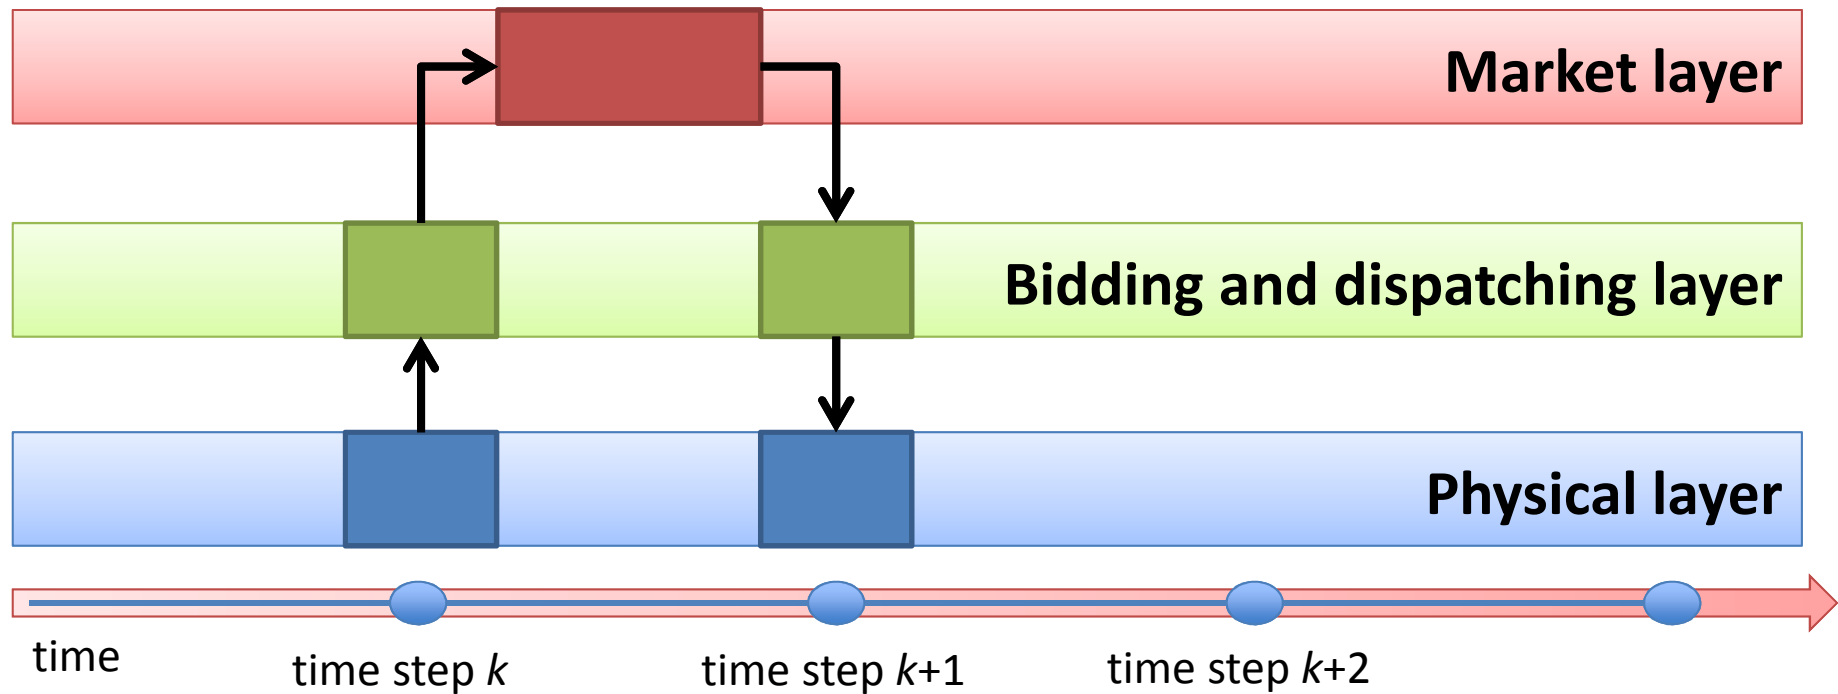 Market layer
Bidding and dispatching layer
Physical layer
time
time step k
time step k+1
time step k+2